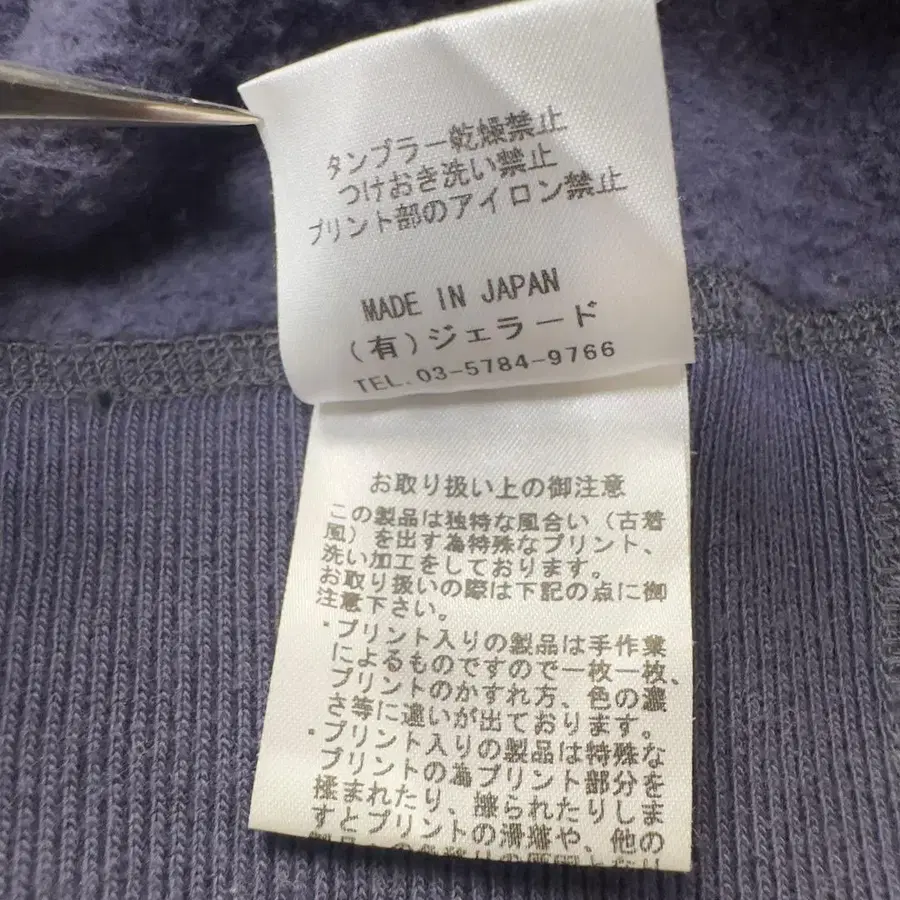 タンブラー乾燥禁止
つけおき洗い禁止
プリント部のアイロン禁止
MADE IN JAPAN
(有)ジェラード
TEL.03-5784-9766
お取り扱い上の御注意
この製品は独特な風合い(古着
風)を出す為特殊なプリント、
洗い加工をしております。
お取り扱いの際は下記の点に御
注意下さい。
・プリント入りの製品は手作業
によるものですので一枚一枚、
プリントのかすれ方、色の濃
さ等に違いが出ております。
・プリント入りの製品は特殊な
プリントの為プリント部分を
揉まれたり、擦られたりしま
すとプリントの滑落や、他の